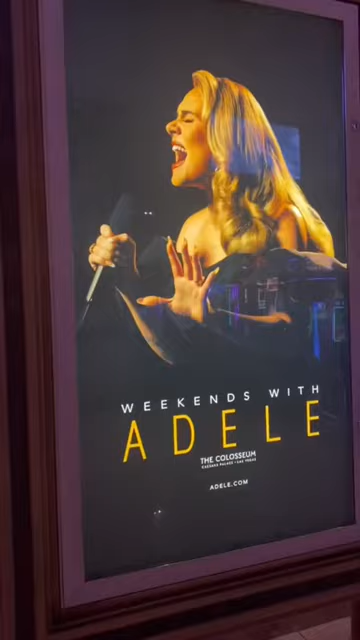 WEEKENDS WITH
ADELE
THE COLOSSEUM
CAESARS PALACE • LAS VEGAS
ADELE.COM